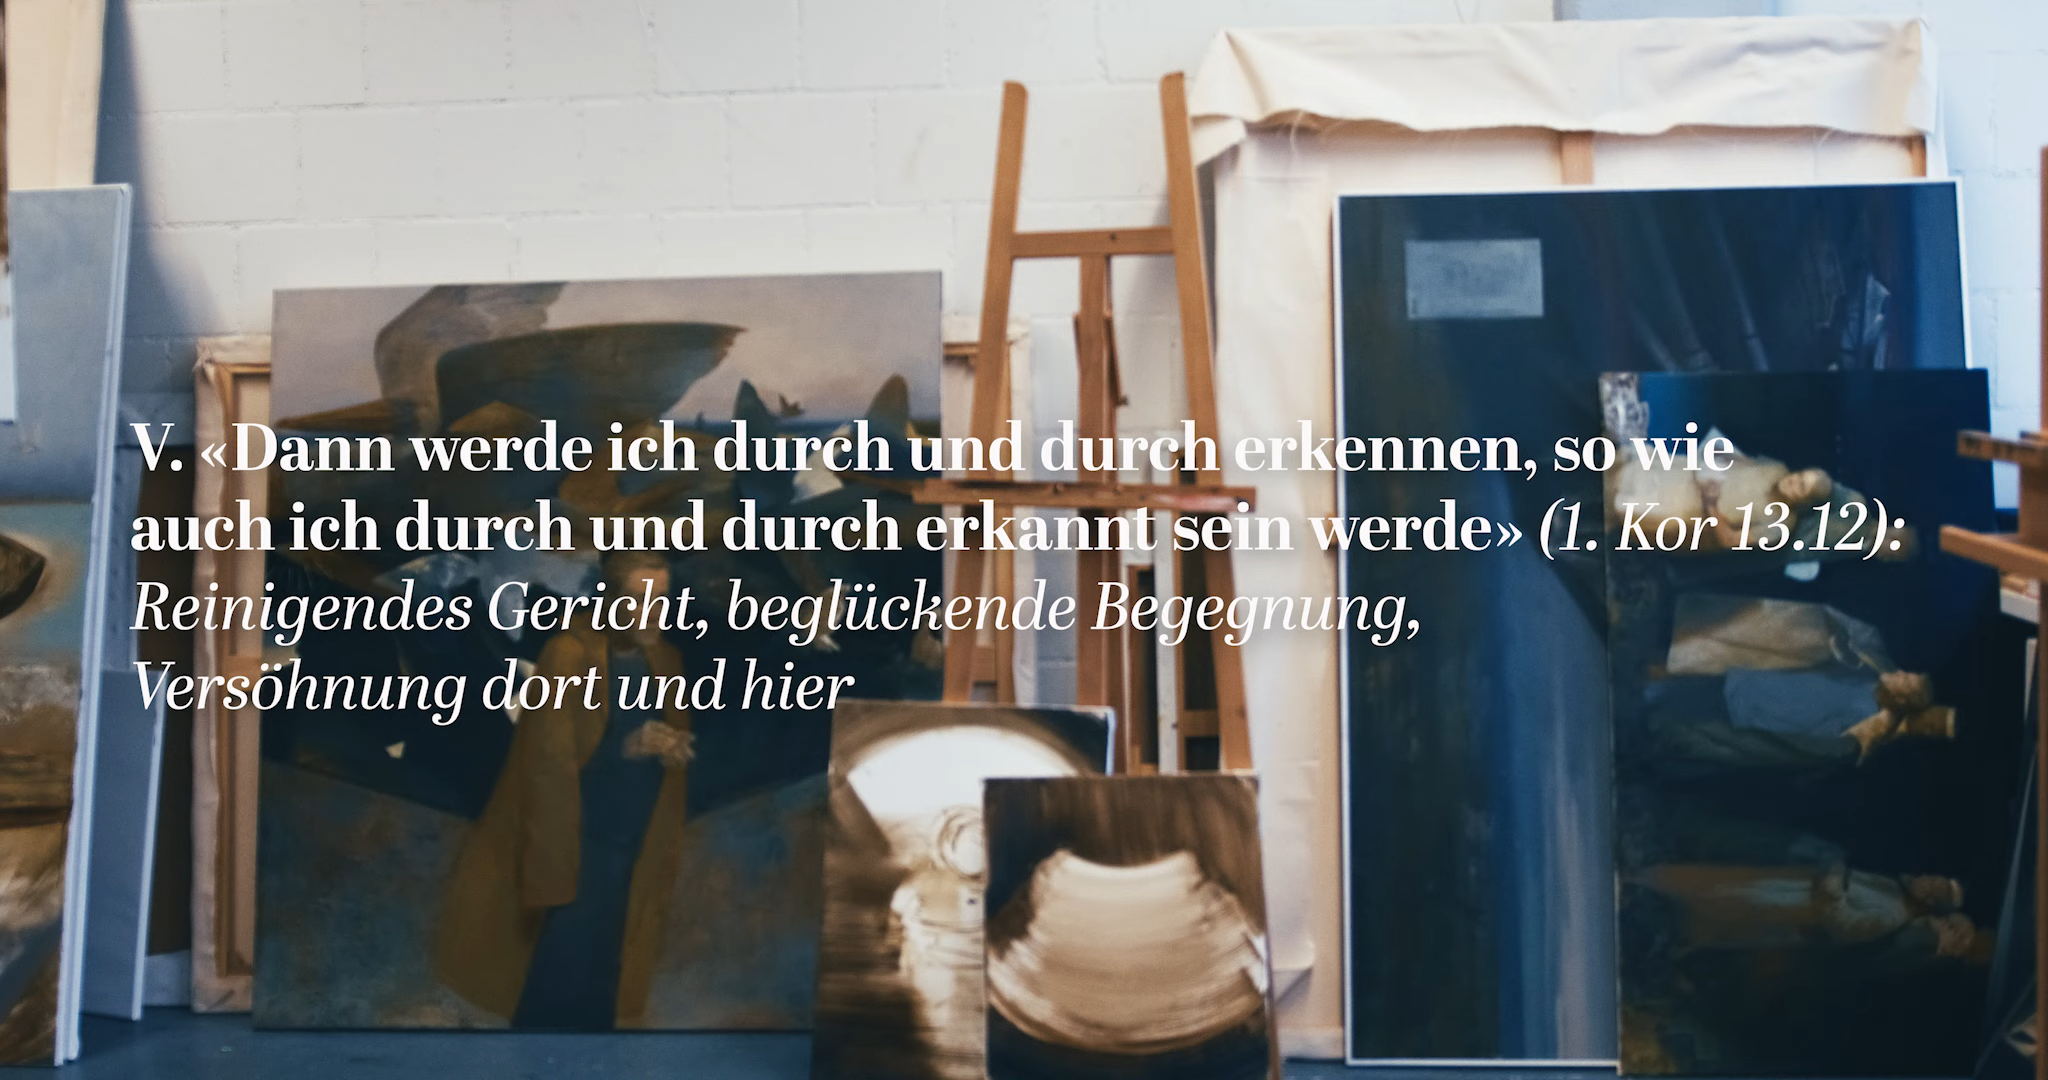 V. «Dann werde ich durch und durch erkennen, so wie
auch ich durch und durch erkannt sein werde» (1. Kor 13.12):
Reinigendes Gericht, beglückende Begegnung,
Versöhnung dort und hier